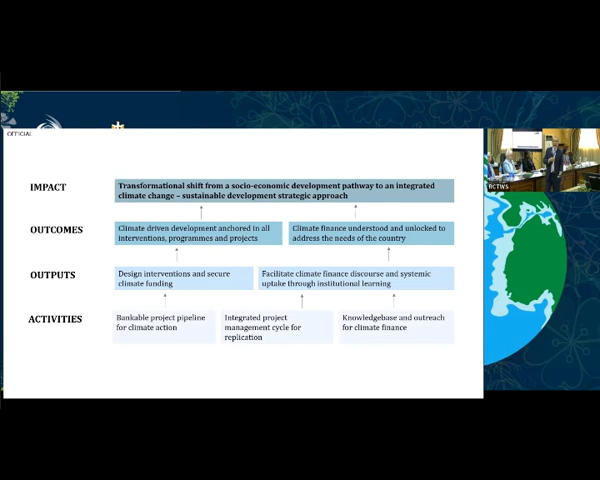 OFFICIAL
IMPACT
Transformational shift from a socio-economic development pathway to an integrated
climate change – sustainable development strategic approach
OUTCOMES
Climate driven development anchored in all
interventions, programmes and projects
Climate finance understood and unlocked to
address the needs of the country
OUTPUTS
Design interventions and secure
climate funding
Facilitate climate finance discourse and systemic
uptake through institutional learning
ACTIVITIES
Bankable project pipeline
for climate action
Integrated project
management cycle for
replication
Knowledgebase and outreach
for climate finance
RCTWS